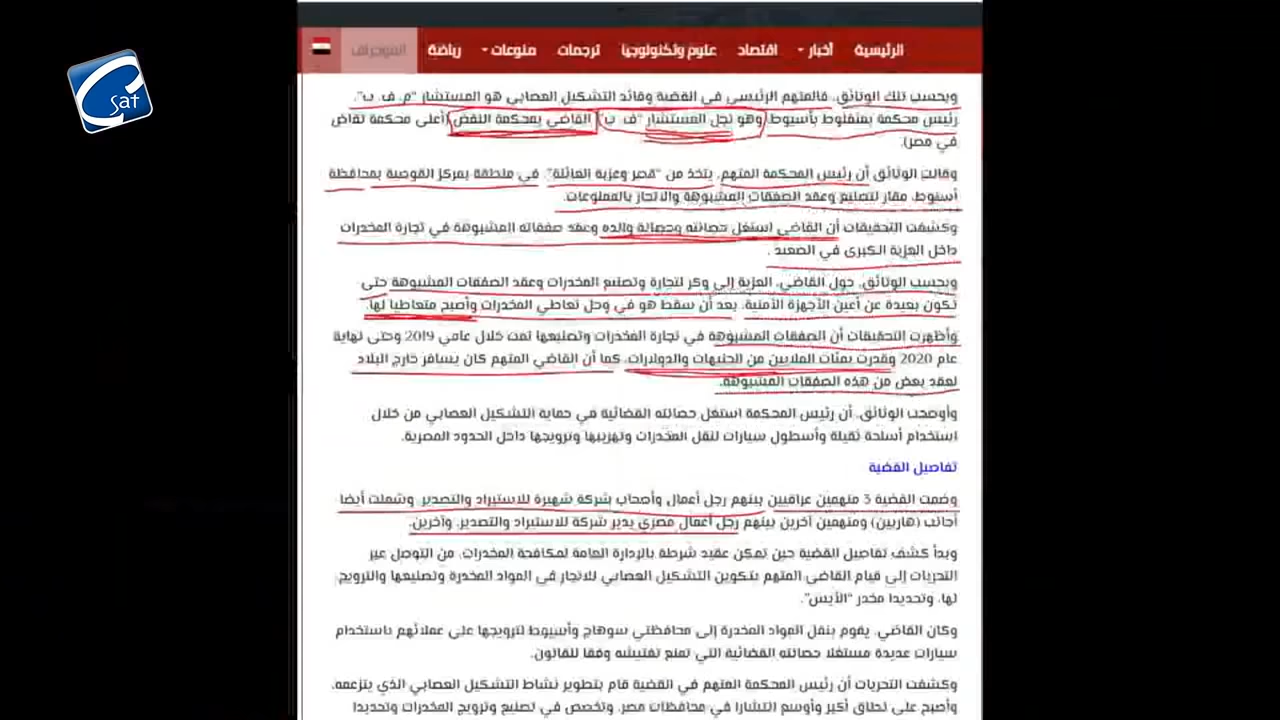 C sat
الرئيسية أخبار اقتصاد علوم وتكنولوجيا ترجمات منوعات رياضة الموجراف
وبحسب تلك الوثائق، فالمتهم الرئيسي في القضية وقائد التشكيل العصابي هو المستشار "م. ف. ب"،
رئيس محكمة بمنفلوط بأسيوط، وهو نجل المستشار "ف. ب" القاضي بمحكمة النقض (أعلى محكمة تقاض
في مصر).
وقالت الوثائق أن رئيس المحكمة المتهم، يتخذ من "قصر وعزبة العائلة"، في منطقة بمركز القوصية بمحافظة
أسيوط، مقار لتصنيع وعقد الصفقات المشبوهة والاتجار بالممنوعات.
وكشفت التحقيقات أن القاضي استغل حصانته وحصانة والده وعقد صفقاته المشبوهة في تجارة المخدرات
داخل العزبة الكبرى في الصعيد.
وبحسب الوثائق، حول القاضي، العزبة إلى وكر لتجارة وتصنيع المخدرات وعقد الصفقات المشبوهة حتى
تكون بعيدة عن أعين الأجهزة الأمنية، بعد أن سقط هو في وحل تعاطي المخدرات وأصبح متعاطيا لها.
وأظهرت التحقيقات أن الصفقات المشبوهة في تجارة المخدرات وتصنيعها تمت خلال عامي 2019 وحتى نهاية
عام 2020 وقدرت بمئات الملايين من الجنيهات والدولارات، كما أن القاضي المتهم كان يسافر خارج البلاد
لعقد بعض من هذه الصفقات المشبوهة.
وأوضحت الوثائق، أن رئيس المحكمة استغل حصانته القضائية في حماية التشكيل العصابي من خلال
استخدام أسلحة ثقيلة وأسطول سيارات لنقل المخدرات وتهريبها وترويجها داخل الحدود المصرية.
تفاصيل القضية
وضمت القضية 3 متهمين عراقيين بينهم رجل أعمال وأصحاب شركة شهيرة للاستيراد والتصدير، وشملت أيضا
أجانب (هاربين) ومتهمين آخرين بينهم رجل أعمال مصري يدير شركة للاستيراد والتصدير، وآخرين.
وبدأ كشف تفاصيل القضية حين تمكن عقيد شرطة بالإدارة العامة لمكافحة المخدرات، من التوصل عبر
التحريات إلى قيام القاضي المتهم بتكوين التشكيل العصابي للاتجار في المواد المخدرة وتصنيعها والترويج
لها، وتحديدا مخدر "الأيس".
وكان القاضي، يقوم بنقل المواد المخدرة إلى محافظتي سوهاج وأسيوط لترويجها على عملائهم باستخدام
سيارات عديدة مستغلا حصانته القضائية التي تمنع تفتيشه وفقا للقانون.
وكشفت التحريات أن رئيس المحكمة المتهم في القضية قام بتطوير نشاط التشكيل العصابي الذي يتزعمه،
وأصبح على نطاق أكبر وأوسع انتشارا في محافظات مصر، وتخصص في تصنيع وترويج المخدرات وتحديدا